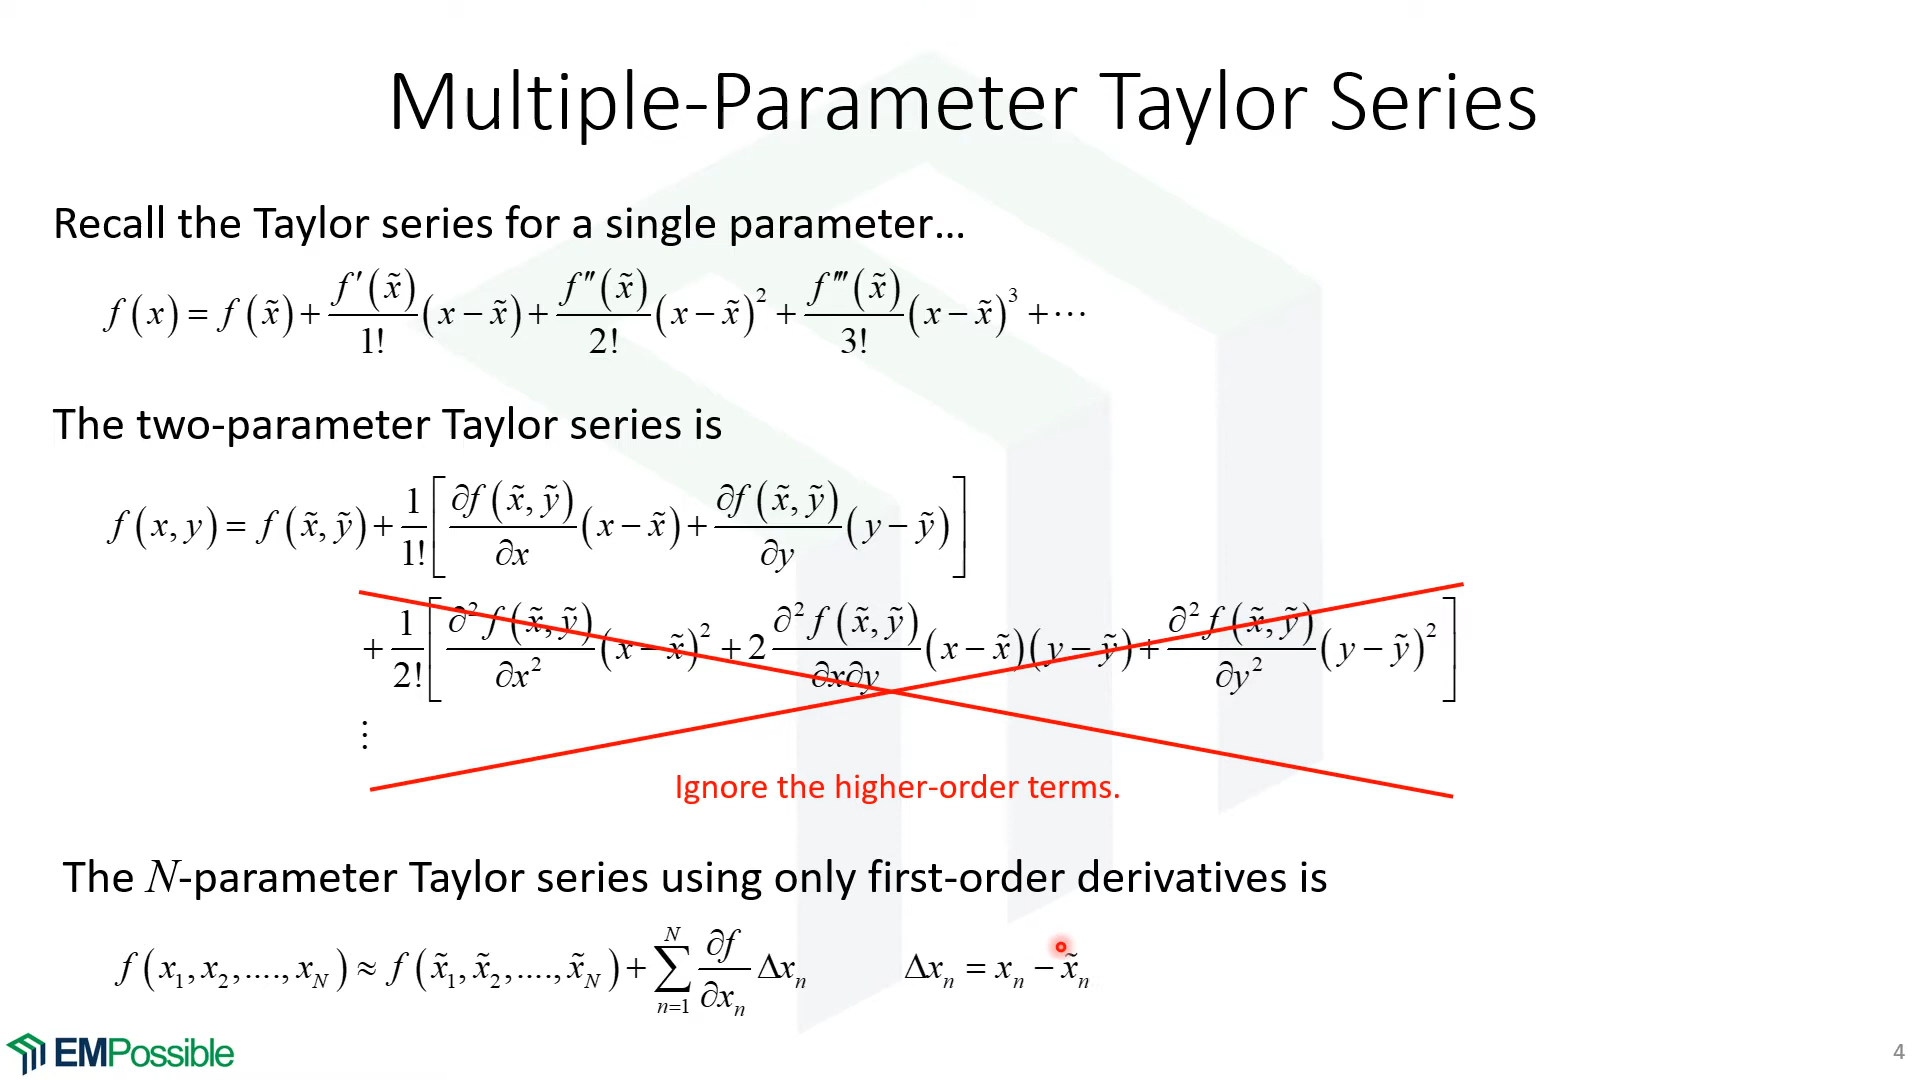 Multiple-Parameter Taylor Series
Recall the Taylor series for a single parameter…
f(x) = f(x̃) + f′(x̃)/1! (x − x̃) + f″(x̃)/2! (x − x̃)² + f‴(x̃)/3! (x − x̃)³ + ⋯
The two-parameter Taylor series is
f(x, y) = f(x̃, ỹ) + 1/1! [∂f(x̃, ỹ)/∂x (x − x̃) + ∂f(x̃, ỹ)/∂y (y − ỹ)]
+ 1/2! [∂²f(x̃, ỹ)/∂x² (x − x̃)² + 2 ∂²f(x̃, ỹ)/∂x∂y (x − x̃)(y − ỹ) + ∂²f(x̃, ỹ)/∂y² (y − ỹ)²]
⋮
Ignore the higher-order terms.
The N-parameter Taylor series using only first-order derivatives is
f(x₁, x₂, ...., x_N) ≈ f(x̃₁, x̃₂, ...., x̃_N) + ∑_{n=1}^{N} ∂f/∂x_n Δx_n    Δx_n = x_n − x̃_n
EMPossible
4